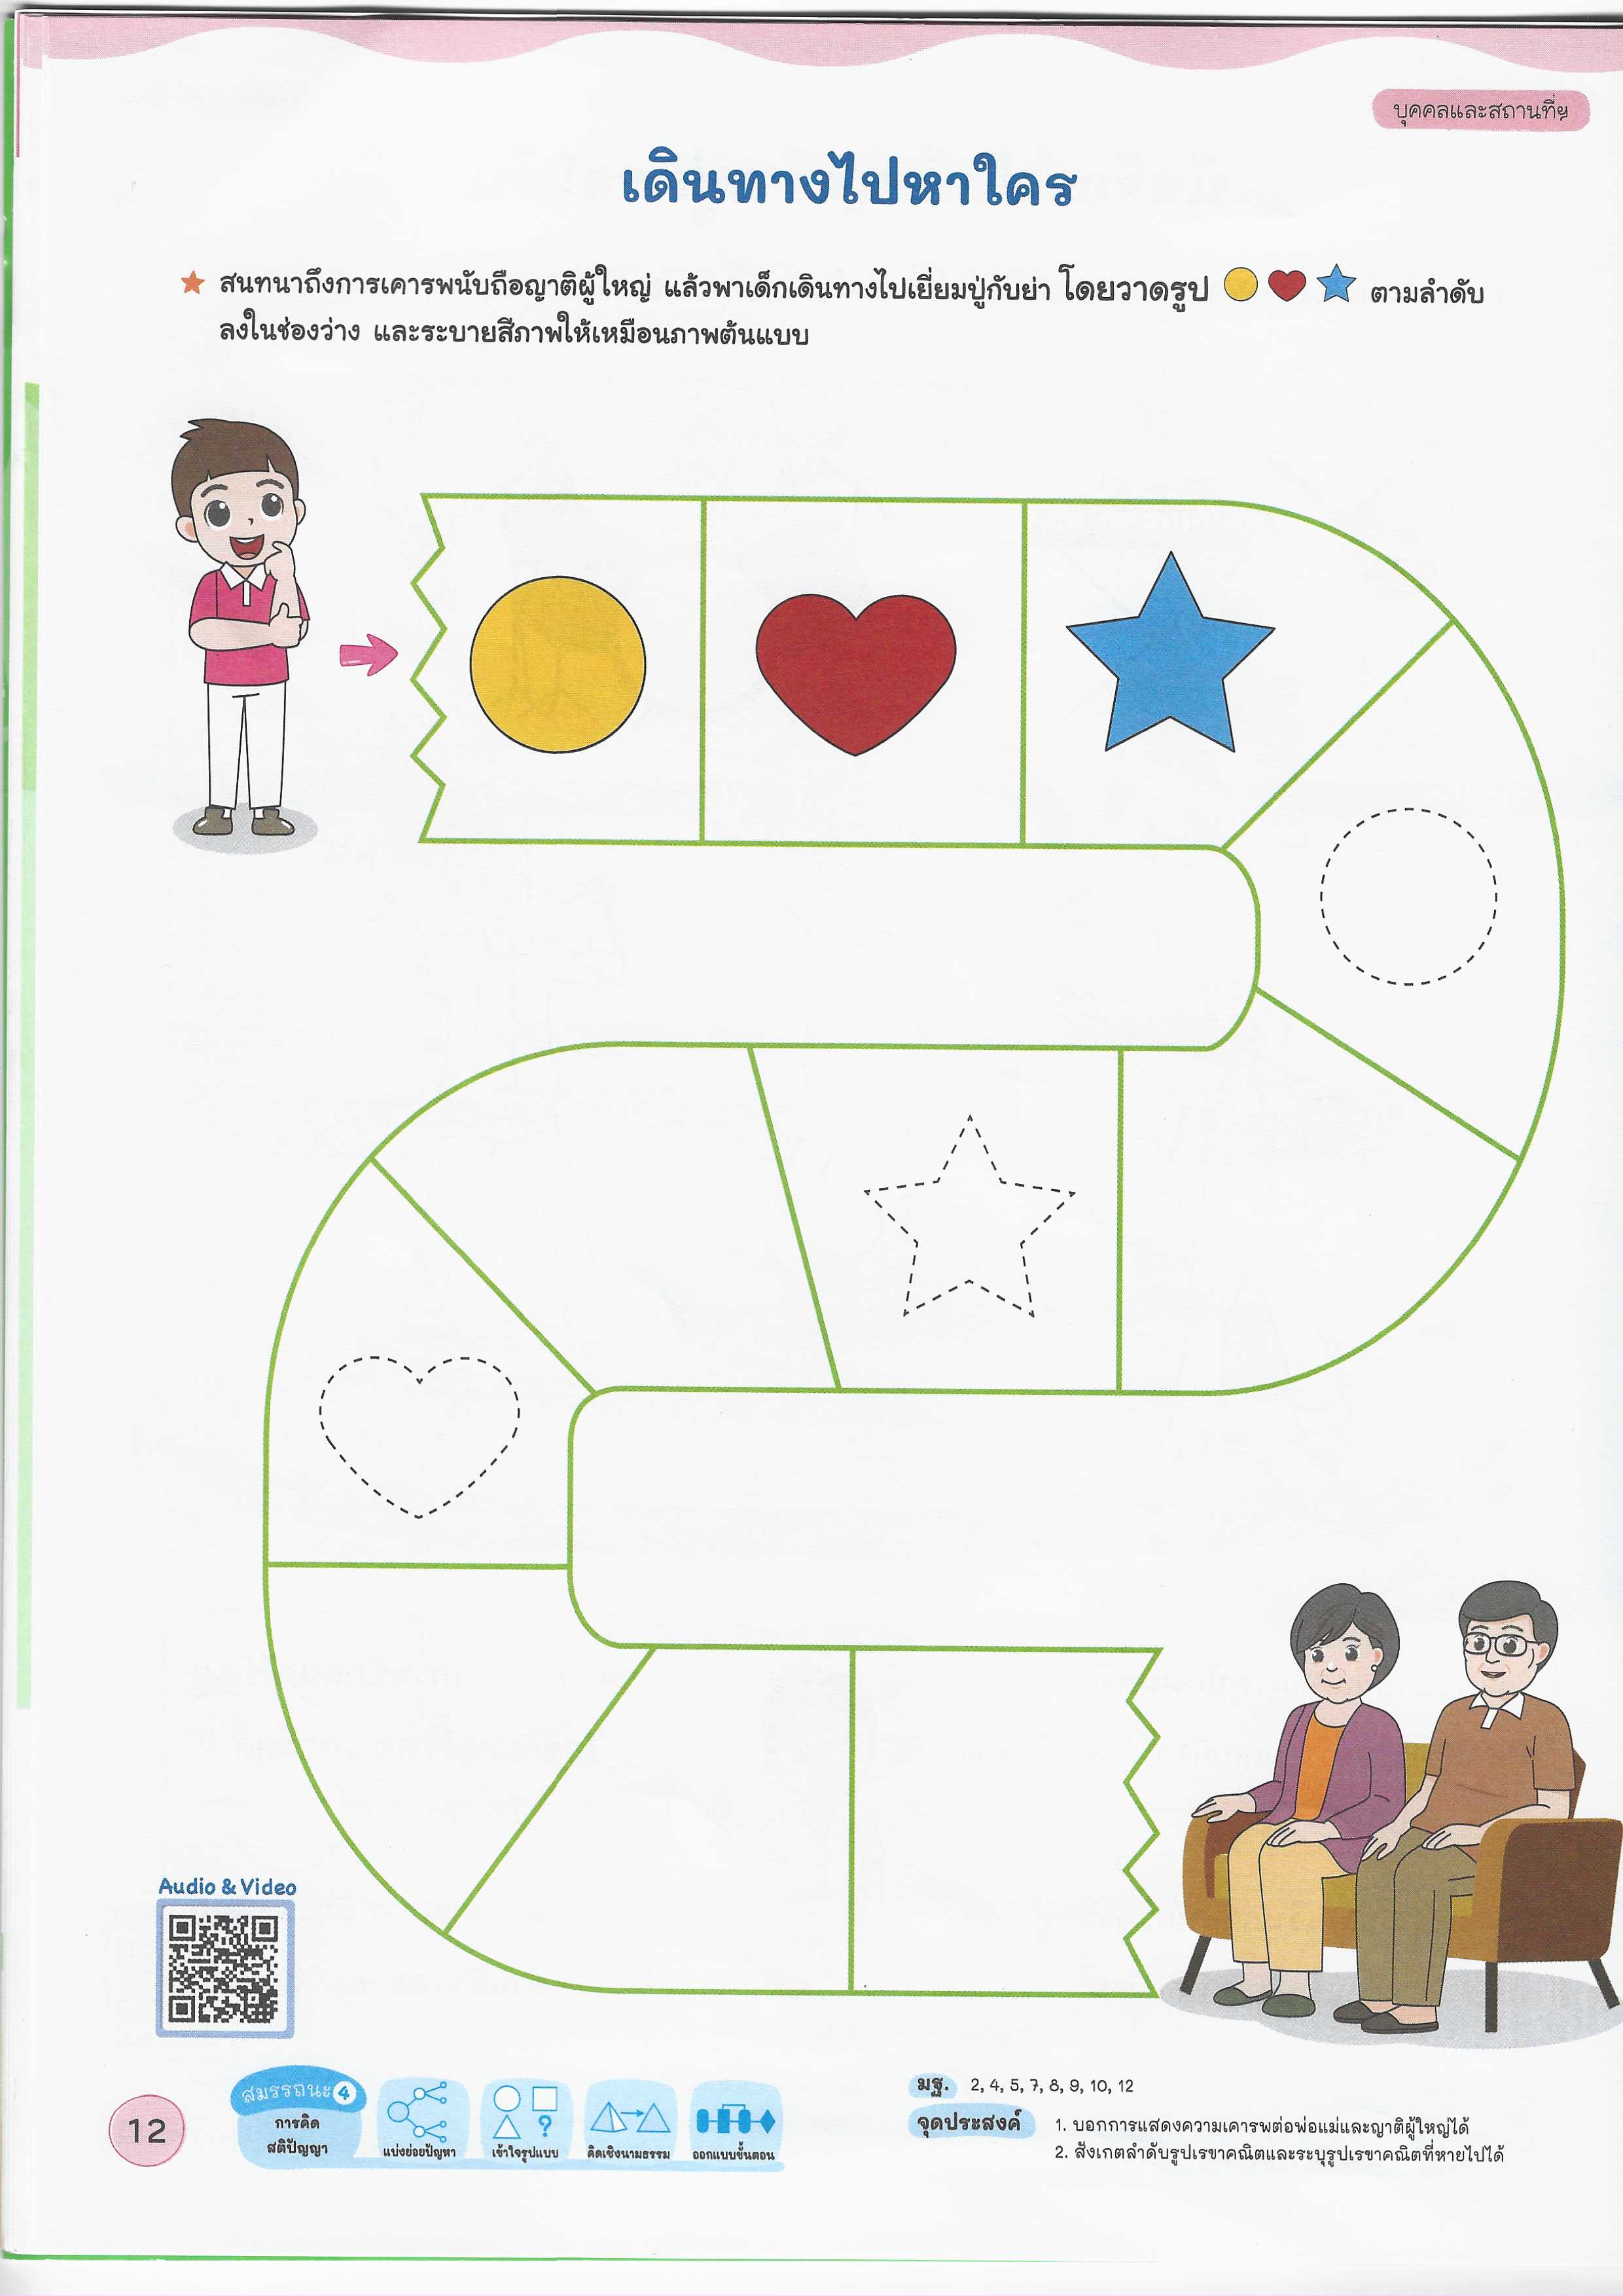 บุคคลและสถานที่ฯ
เดินทางไปหาใคร
สนทนาถึงการเคารพนับถือญาติผู้ใหญ่ แล้วพาเด็กเดินทางไปเยี่ยมปู่กับย่า โดยวาดรูป ตามลำดับ
ลงในช่องว่าง และระบายสีภาพให้เหมือนภาพต้นแบบ
Audio & Video
12
สมรรถนะ 4
การคิด
สติปัญญา
แบ่งย่อยปัญหา
?
เข้าใจรูปแบบ
คิดเชิงนามธรรม
ออกแบบขั้นตอน
มฐ. 2, 4, 5, 7, 8, 9, 10, 12
จุดประสงค์ 1. บอกการแสดงความเคารพต่อพ่อแม่และญาติผู้ใหญ่ได้
2. สังเกตลำดับรูปเรขาคณิตและระบุรูปเรขาคณิตที่หายไปได้